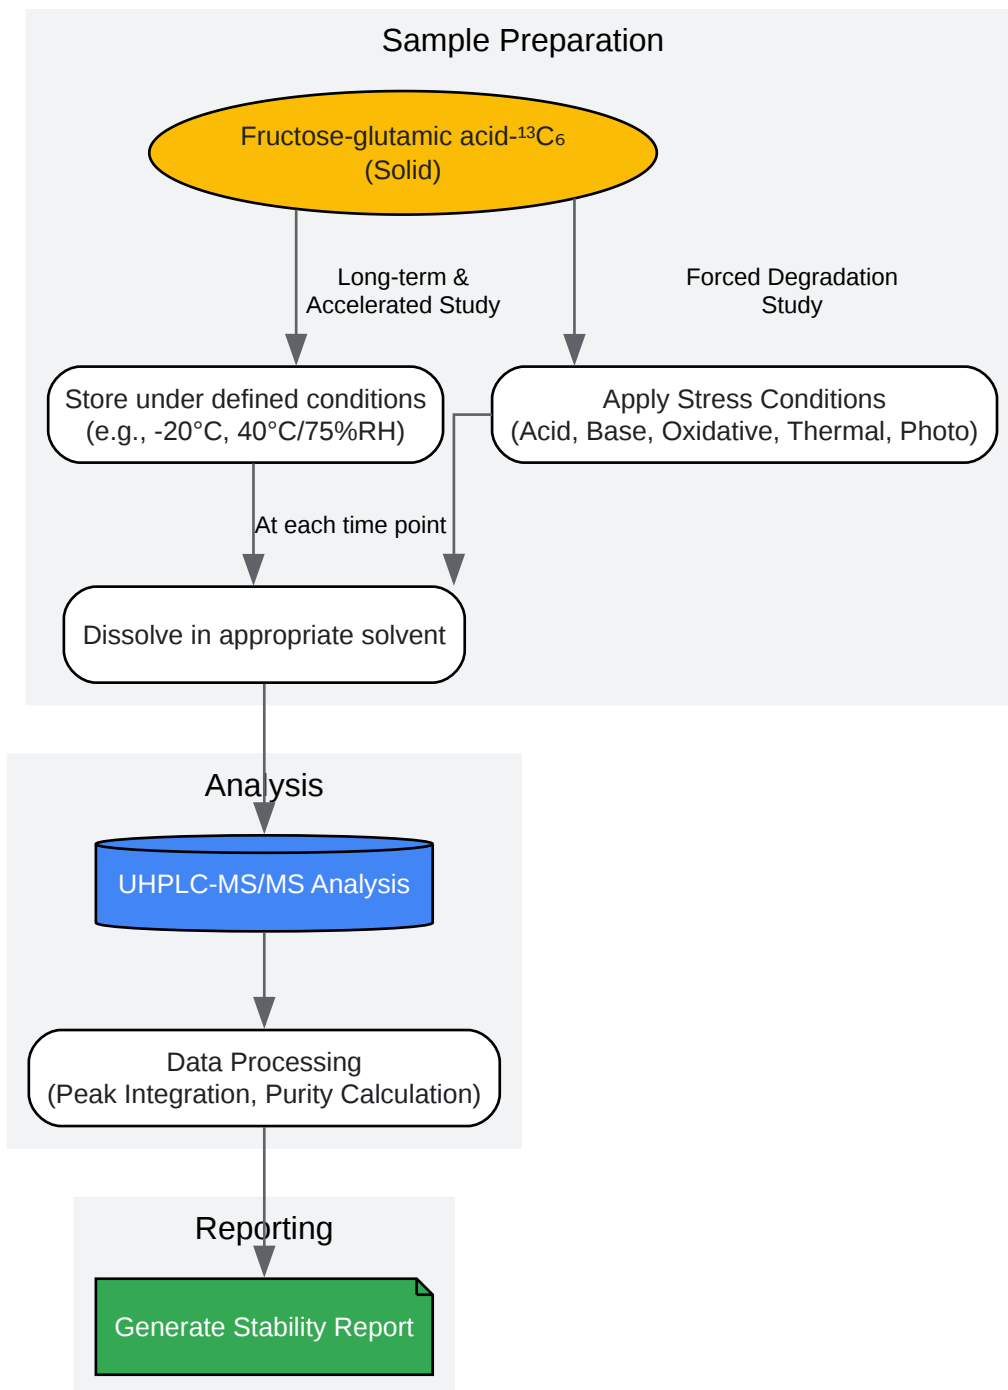 Sample Preparation
Fructose-glutamic acid-¹³C₆
(Solid)
Long-term &
Accelerated Study
Forced Degradation
Study
Store under defined conditions
(e.g., -20°C, 40°C/75%RH)
Apply Stress Conditions
(Acid, Base, Oxidative, Thermal, Photo)
At each time point
Dissolve in appropriate solvent
Analysis
UHPLC-MS/MS Analysis
Data Processing
(Peak Integration, Purity Calculation)
Reporting
Generate Stability Report